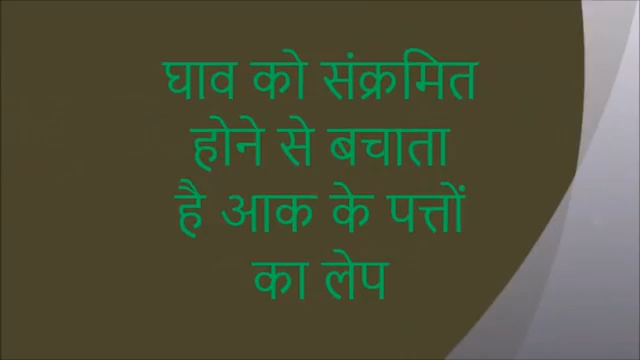 घाव को संक्रमित
होने से बचाता
है आक के पत्तों
का लेप